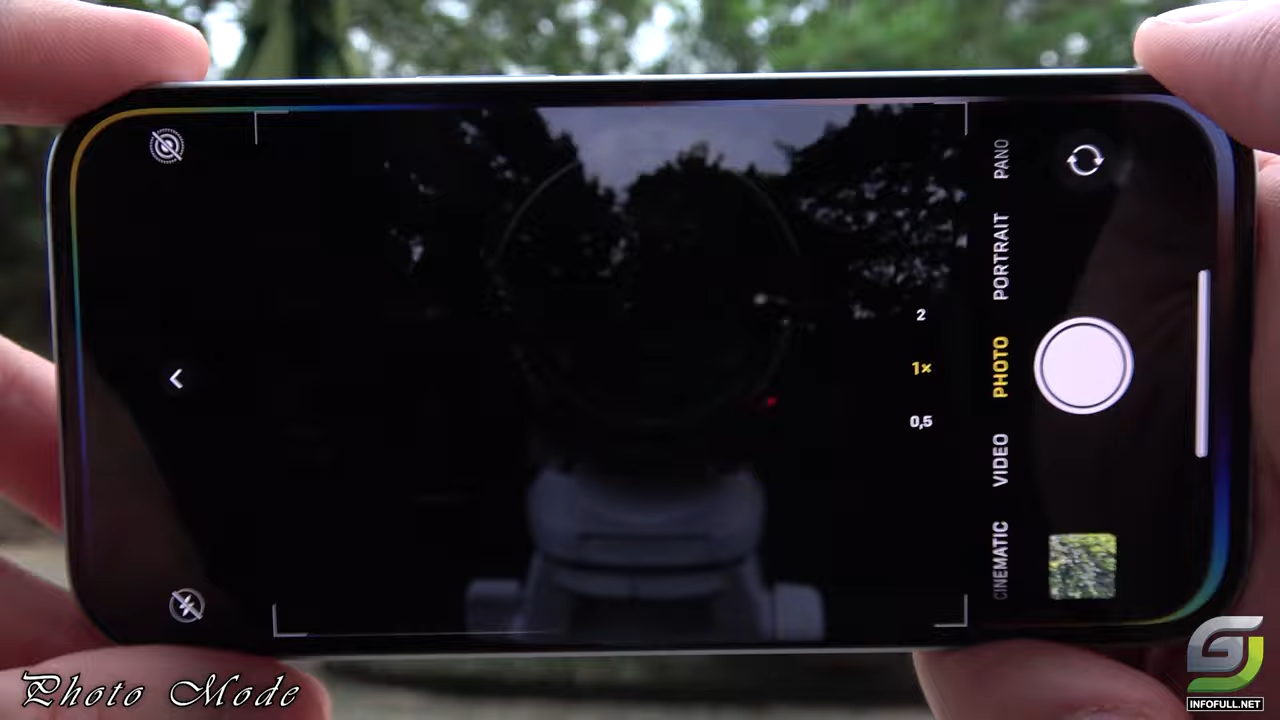 PANO
PORTRAIT
PHOTO
VIDEO
CINEMATIC
2
1×
0,5
Photo Mode
INFOFULL.NET